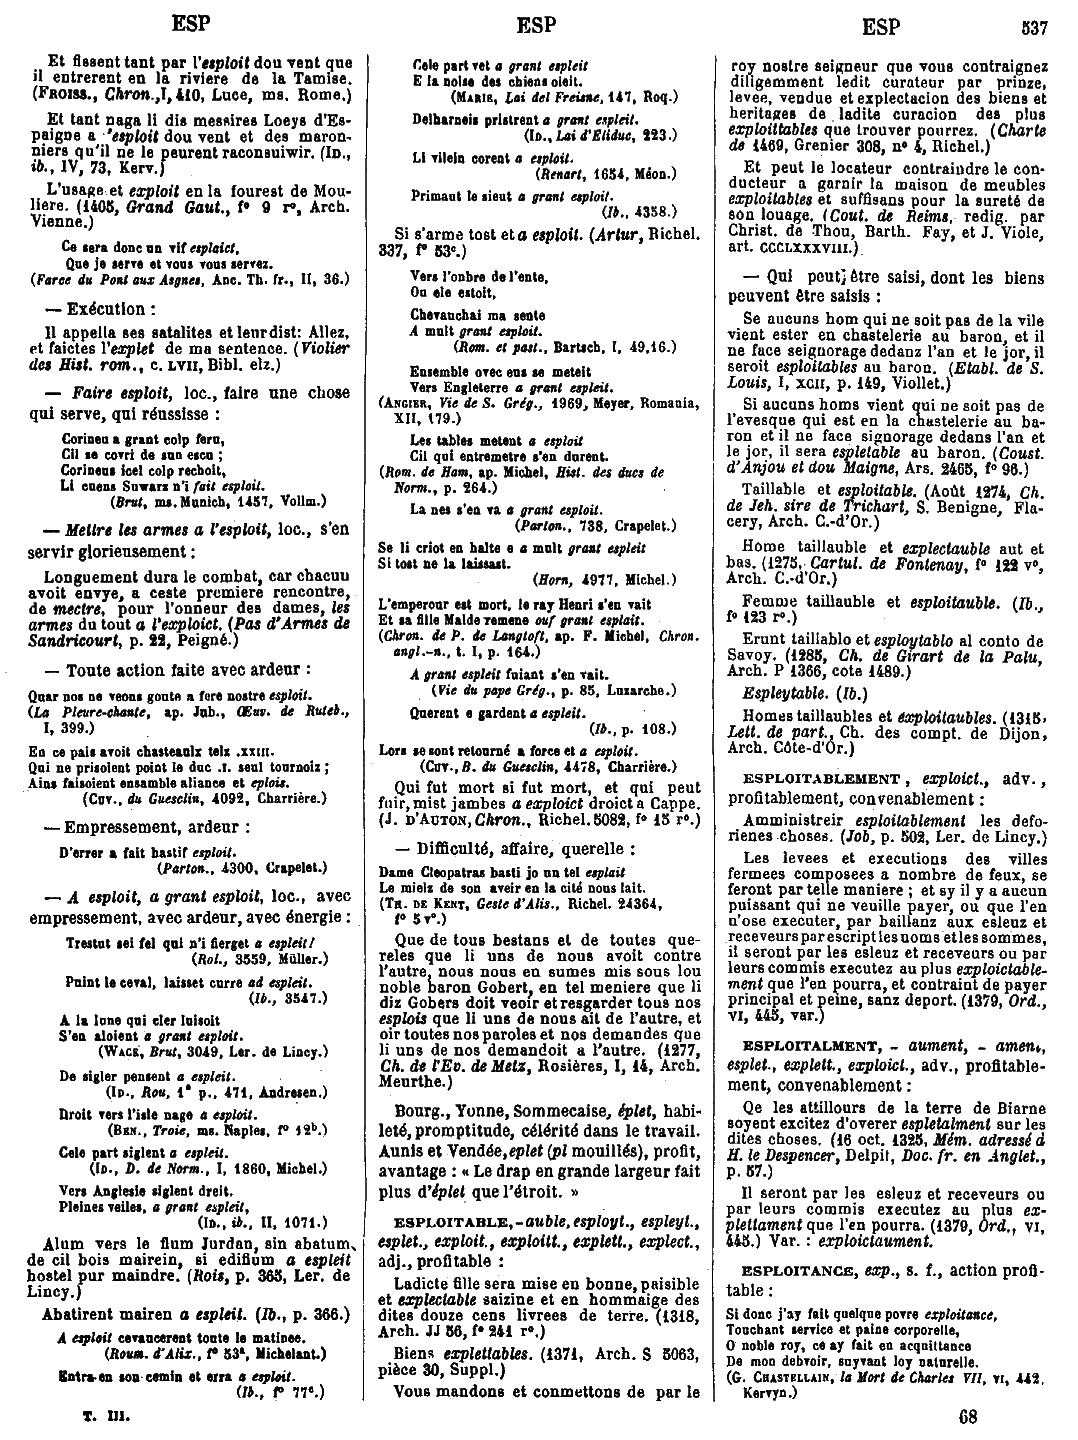 ESP
ESP
ESP
537
Et fissent tant par l'esploit dou vent que
il entrerent en la riviere de la Tamise.
(FROISS., Chron., I, 410, Luce, ms. Rome.)
Et tant naga li dis messires Loeys d'Es-
paigne a l'esploit dou vent et des maron-
niers qu'il ne le peurent raconsuiwir. (ID.,
ib., IV, 73, Kerv.)
L'usage et exploit en la fourest de Mou-
liere. (1405, Grand Gaut., f° 9 r°, Arch.
Vienne.)
Ce sera donc un vif esplaict,
Que je serve et vous vous servez.
(Farce du Pont aux Asgnes, Anc. Th. fr., II, 36.)
— Exécution :
Il appella ses satalites et leur dist: Allez,
et faictes l'explet de ma sentence. (Violier
des Hist. rom., c. LVII, Bibl. elz.)
— Faire esploit, loc., faire une chose
qui serve, qui réussisse :
Corineu a grant colp feru,
Cil se covri de sun escu ;
Corineus icel colp rechoit,
Li cuens Suwars n'i fait esploit.
(Brut, ms. Munich, 1457, Vollm.)
— Mettre les armes a l'esploit, loc., s'en
servir glorieusement :
Longuement dura le combat, car chacuu
avoit envye, a ceste premiere rencontre,
de mectre, pour l'onneur des dames, les
armes du tout a l'exploict. (Pas d'Armes de
Sandricourt, p. 22, Peigné.)
— Toute action faite avec ardeur :
Quar nos ne veons goute a fere nostre esploit.
(La Pleure-chante, ap. Jub., Œuv. de Ruteb.,
I, 399.)
En ce pais avoit chasteaulx telz .XXIII.
Qui ne prisoient point le duc .I. seul tournoiz ;
Ains faisoient ensamble aliance et eplois.
(CUV., du Guesclin, 4092, Charrière.)
— Empressement, ardeur :
D'errer a fait hastif esploit.
(Parton., 4300, Crapelet.)
— A esploit, a grant esploit, loc., avec
empressement, avec ardeur, avec énergie :
Trestut sei fel qui n'i fierget a espleit!
(Rol., 3559, Müller.)
Puint le ceval, laisset curre ad espleit.
(Ib., 3547.)
A la lune qui cler luisoit
S'en aloient a grant esploit.
(WACE, Brut, 3049, Ler. de Lincy.)
De sigler pensent a espleit.
(ID., Rou, 1ª p., 471, Andresen.)
Droit vers l'isle nage a esploit.
(BEN., Troie, ms. Naples, f° 12ᵇ.)
Cele part siglent a espleit.
(ID., D. de Norm., I, 1860, Michel.)
Vers Anglesie siglent dreit.
Pleines veiles, a grant espleit,
(ID., ib., II, 1071.)
Alum vers le flum Jurdan, sin abatum,
de cil bois mairein, si edifium a espleit
hostel pur maindre. (Rois, p. 365, Ler. de
Lincy.)
Abatirent mairen a espleit. (Ib., p. 366.)
A esploit cevaucerent toute le matinee.
(Roum. d'Alix., f° 53ᵃ, Michelant.)
Entra en son cemin et erra a esploit.
(Ib., f° 77ᵉ.)
T. III.
Cele part vet a grant espleit
E la noise des chiens oieit.
(MARIE, Lai del Freisne, 147, Roq.)
Delharneis pristrent a grant espleit.
(ID., Lai d'Eliduc, 223.)
Li vilein corent a esploit.
(Renart, 1654, Méon.)
Primaut le sieut a grant esploit.
(Ib., 4358.)
Si s'arme tost et a esploit. (Artur, Richel.
337, f° 53ᶜ.)
Vers l'onbre de l'ente,
Ou ele estoit,
Chevauchai ma sente
A mult grant esploit.
(Rom. et past., Bartsch, I, 49,16.)
Ensemble ovec eus se meteit
Vers Engleterre a grant espleit.
(ANGIER, Vie de S. Grég., 1969, Meyer, Romania,
XII, 179.)
Les tables metent a esploit
Cil qui entremetre s'en durent.
(Rom. de Ham, ap. Michel, Hist. des ducs de
Norm., p. 264.)
La nes s'en va a grant esploit.
(Parton., 738, Crapelet.)
Se li criot en halte e a mult grant espleit
Si tost ne la laissast.
(Horn, 4977, Michel.)
L'emperour est mort, le ray Henri s'en vait
Et sa fille Malde remene ouf grant esplait.
(Chron. de P. de Langtoft, ap. F. Michel, Chron.
angl.-n., t. I, p. 164.)
A grant espleit fuiant s'en vait.
(Vie du pape Grég., p. 85, Luzarche.)
Querent e gardent a espleit.
(Ib., p. 108.)
Lors se sont retourné a force et a esploit.
(CUV., B. du Guesclin, 4478, Charrière.)
Qui fut mort si fut mort, et qui peut
fuir, mist jambes a exploict droict a Cappe.
(J. D'AUTON, Chron., Richel. 5082, f° 15 r°.)
— Difficulté, affaire, querelle :
Dame Cleopatras basti jo un tel esplait
Le mielz de son aveir en la cité nous lait.
(TH. DE KENT, Geste d'Alis., Richel. 24364,
f° 5 v°.)
Que de tous bestans et de toutes que-
reles que li uns de nous avoit contre
l'autre, nous nous en sumes mis sous lou
noble baron Gobert, en tel meniere que li
diz Gobers doit veoir et resgarder tous nos
esplois que li uns de nous ait de l'autre, et
oir toutes nos paroles et nos demandes que
li uns de nos demandoit a l'autre. (1277,
Ch. de l'Ev. de Metz, Rosières, I, 14, Arch.
Meurthe.)
Bourg., Yonne, Sommecaise, éplet, habi-
leté, promptitude, célérité dans le travail.
Aunis et Vendée, eplet (pl mouillés), profit,
avantage : « Le drap en grande largeur fait
plus d'éplet que l'étroit. »
ESPLOITABLE, -auble, esployt., espleyt.,
esplet., exploit., exploitt., explett., explect.,
adj., profitable :
Ladicte fille sera mise en bonne, paisible
et explectable saizine et en hommaige des
dites douze cens livrees de terre. (1318,
Arch. JJ 56, f° 241 r°.)
Biens explettables. (1371, Arch. S 5063,
pièce 30, Suppl.)
Vous mandons et conmettons de par le
roy nostre seigneur que vous contraignez
diligemment ledit curateur par prinze,
levee, vendue et explectacion des biens et
heritages de ladite curacion des plus
exploittables que trouver pourrez. (Charte
de 1469, Grenier 308, n° 4, Richel.)
Et peut le locateur contraindre le con-
ducteur a garnir la maison de meubles
exploitables et suffisans pour la sureté de
son louage. (Cout. de Reims, redig. par
Christ. de Thou, Barth. Fay, et J. Viole,
art. CCCLXXXVIII.)
— Qui peut être saisi, dont les biens
peuvent être saisis :
Se aucuns hom qui ne soit pas de la vile
vient ester en chastelerie au baron, et il
ne face seignorage dedanz l'an et le jor, il
seroit esploitables au baron. (Etabl. de S.
Louis, I, XCII, p. 149, Viollet.)
Si aucuns homs vient qui ne soit pas de
l'evesque qui est en la chastelerie au ba-
ron et il ne face signorage dedans l'an et
le jor, il sera espletable au baron. (Coust.
d'Anjou et dou Maigne, Ars. 2465, f° 96.)
Taillable et esploitable. (Août 1274, Ch.
de Jeh. sire de Trichart, S. Benigne, Fla-
cery, Arch. C.-d'Or.)
Home taillauble et explectauble aut et
bas. (1275, Cartul. de Fontenay, f° 122 v°,
Arch. C.-d'Or.)
Femme taillauble et esploitauble. (Ib.,
f° 123 r°.)
Erunt tailiablo et esploytablo al conto de
Savoy. (1285, Ch. de Girart de la Palu,
Arch. P 1366, cote 1489.)
Espleytable. (Ib.)
Homes taillaubles et exploitaubles. (1315,
Lett. de part., Ch. des compt. de Dijon,
Arch. Côte-d'Or.)
ESPLOITABLEMENT, exploict., adv.,
profitablement, convenablement :
Amministreir esploitablement les defo-
rienes choses. (Job, p. 502, Ler. de Lincy.)
Les levees et executions des villes
fermees composees a nombre de feux, se
feront par telle maniere ; et sy il y a aucun
puissant qui ne veuille payer, ou que l'en
n'ose executer, par baillanz aux esleuz et
receveurs par escript les noms et les sommes,
il seront par les esleuz et receveurs ou par
leurs commis executez au plus exploictable-
ment que l'en pourra, et contraint de payer
principal et peine, sanz deport. (1379, Ord.,
VI, 445, var.)
ESPLOITALMENT, - aument, - ament,
esplet., explett., exploict., adv., profitable-
ment, convenablement :
Qe les attillours de la terre de Biarne
soyent excitez d'overer espletalment sur les
dites choses. (16 oct. 1325, Mém. adressé à
H. le Despencer, Delpit, Doc. fr. en Anglet.,
p. 57.)
Il seront par les esleuz et receveurs ou
par leurs commis executez au plus ex-
plettament que l'en pourra. (1379, Ord., VI,
445.) Var. : exploictaument.
ESPLOITANCE, exp., s. f., action profi-
table :
Si donc j'ay fait quelque povre exploitance,
Touchant service et paine corporelle,
O noble roy, ce ay fait en acquittance
De mon debvoir, suyvant loy naturelle.
(G. CHASTELLAIN, la Mort de Charles VII, VI, 442,
Kervyn.)
68